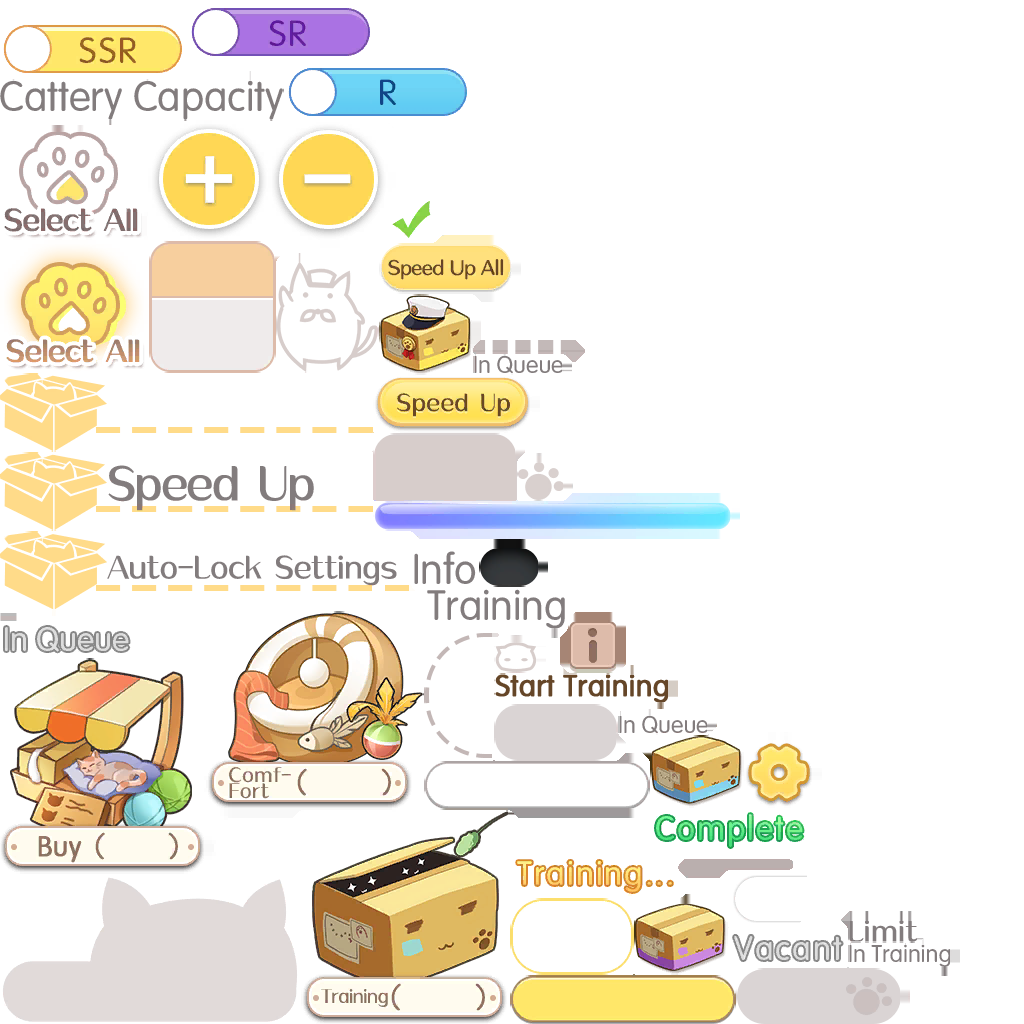 SSR
SR
Cattery Capacity
R
Select All
Speed Up All
Select All
In Queue
Speed Up
Speed Up
Auto-Lock Settings
Info
Training
In Queue
Start Training
In Queue
Comf-
Fort ( )
Buy ( )
Complete
Training...
Limit
Vacant
In Training
Training ( )